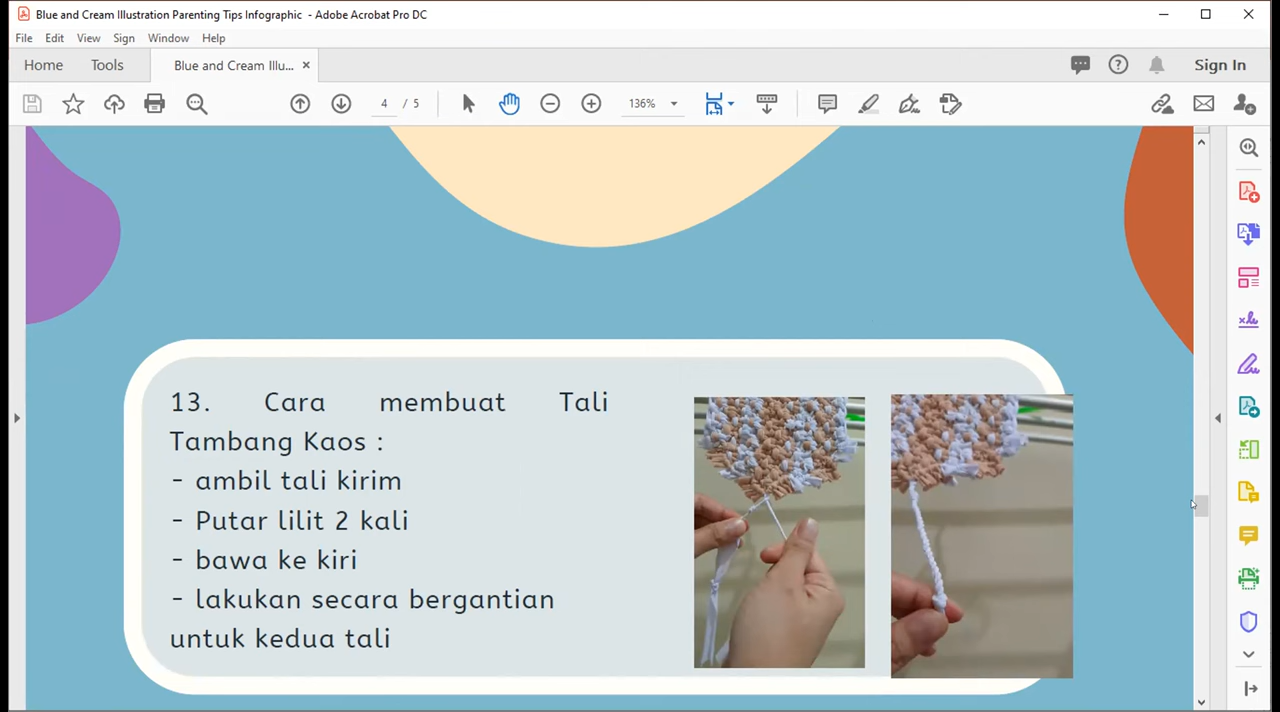 Blue and Cream Illustration Parenting Tips Infographic - Adobe Acrobat Pro DC
File Edit View Sign Window Help
Home Tools Blue and Cream Illu... × Sign In
4 / 5 136%
13. Cara membuat Tali
Tambang Kaos :
- ambil tali kirim
- Putar lilit 2 kali
- bawa ke kiri
- lakukan secara bergantian
untuk kedua tali